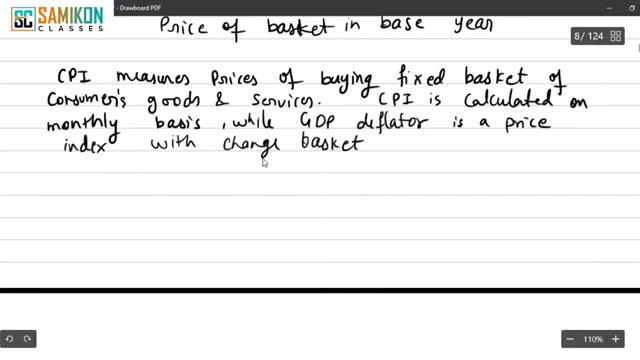 SAMIKON
CLASSES
- Drawboard PDF
8 / 124
Price of basket in base year
CPI measures Prices of buying fixed basket of
Consumer's goods & services. CPI is calculated on
monthly basis, while GDP deflator is a price
index with change basket
110%